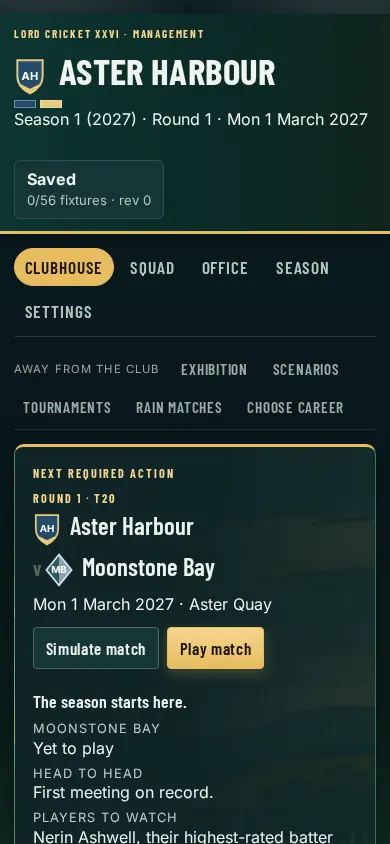 LORD CRICKET XXVI · MANAGEMENT
AH ASTER HARBOUR
Season 1 (2027) · Round 1 · Mon 1 March 2027
Saved
0/56 fixtures · rev 0
CLUBHOUSE SQUAD OFFICE SEASON
SETTINGS
AWAY FROM THE CLUB EXHIBITION SCENARIOS
TOURNAMENTS RAIN MATCHES CHOOSE CAREER
NEXT REQUIRED ACTION
ROUND 1 · T20
AH Aster Harbour
V MB Moonstone Bay
Mon 1 March 2027 · Aster Quay
Simulate match Play match
The season starts here.
MOONSTONE BAY
Yet to play
HEAD TO HEAD
First meeting on record.
PLAYERS TO WATCH
Nerin Ashwell, their highest-rated batter